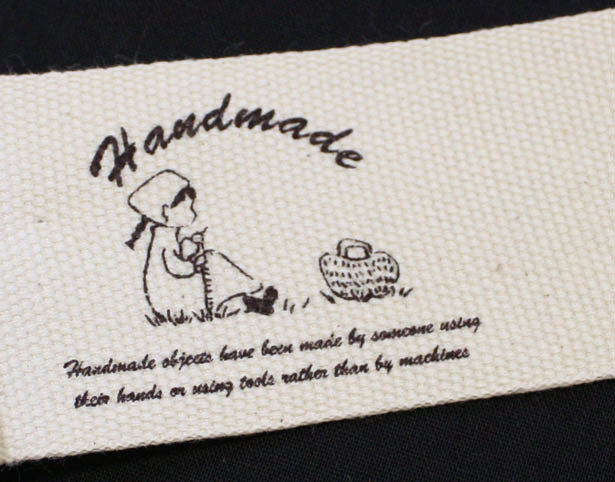 Handmade
Handmade objects have been made by someone using
their hands or using tools rather than by machines